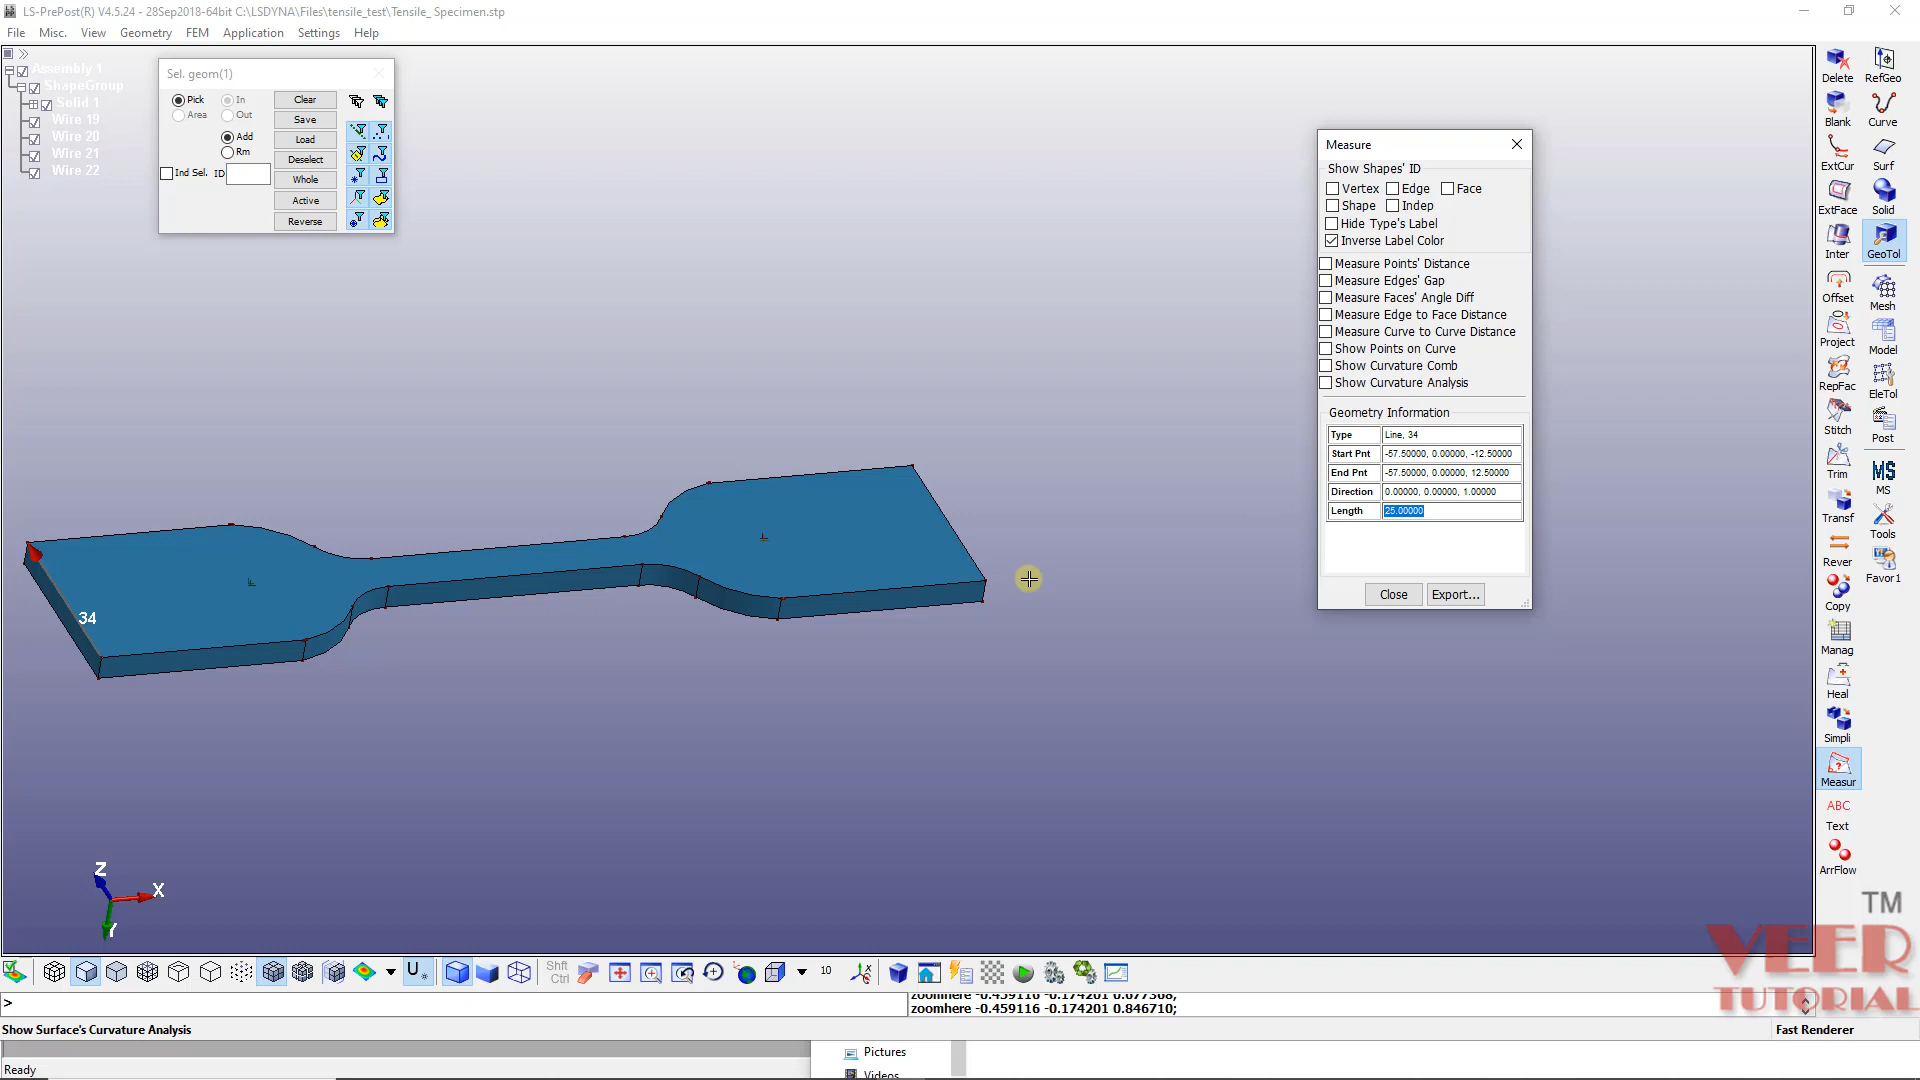 LS-PrePost(R) V4.5.24 - 28Sep2018-64bit C:\LSDYNA\Files\tensile_test\Tensile_ Specimen.stp
File Misc. View Geometry FEM Application Settings Help
Assembly 1
ShapeGroup
Solid 1
Wire 19
Wire 20
Wire 21
Wire 22
Sel. geom(1)
Pick In Clear
Area Out Save
Add Load
Rm Deselect
Ind Sel. ID Whole
Active
Reverse
34
Z
X
Y
Measure
Show Shapes' ID
Vertex Edge Face
Shape Indep
Hide Type's Label
Inverse Label Color
Measure Points' Distance
Measure Edges' Gap
Measure Faces' Angle Diff
Measure Edge to Face Distance
Measure Curve to Curve Distance
Show Points on Curve
Show Curvature Comb
Show Curvature Analysis
Geometry Information
Type Line, 34
Start Pnt -57.50000, 0.00000, -12.50000
End Pnt -57.50000, 0.00000, 12.50000
Direction 0.00000, 0.00000, 1.00000
Length 25.00000
Close Export...
Delete RefGeo
Blank Curve
ExtCur Surf
ExtFace Solid
Inter GeoTol
Offset Mesh
Project Model
RepFac EleTol
Stitch Post
Trim MS
MS
Transf Tools
Rever Favor1
Copy
Manag
Heal
Simpli
Measur
ABC
Text
ArrFlow
TM
VEER
TUTORIAL
U Shft
Ctrl 10
>
zoomhere -0.459116 -0.174201 0.677368;
zoomhere -0.459116 -0.174201 0.846710;
Show Surface's Curvature Analysis Fast Renderer
Pictures
Videos
Ready